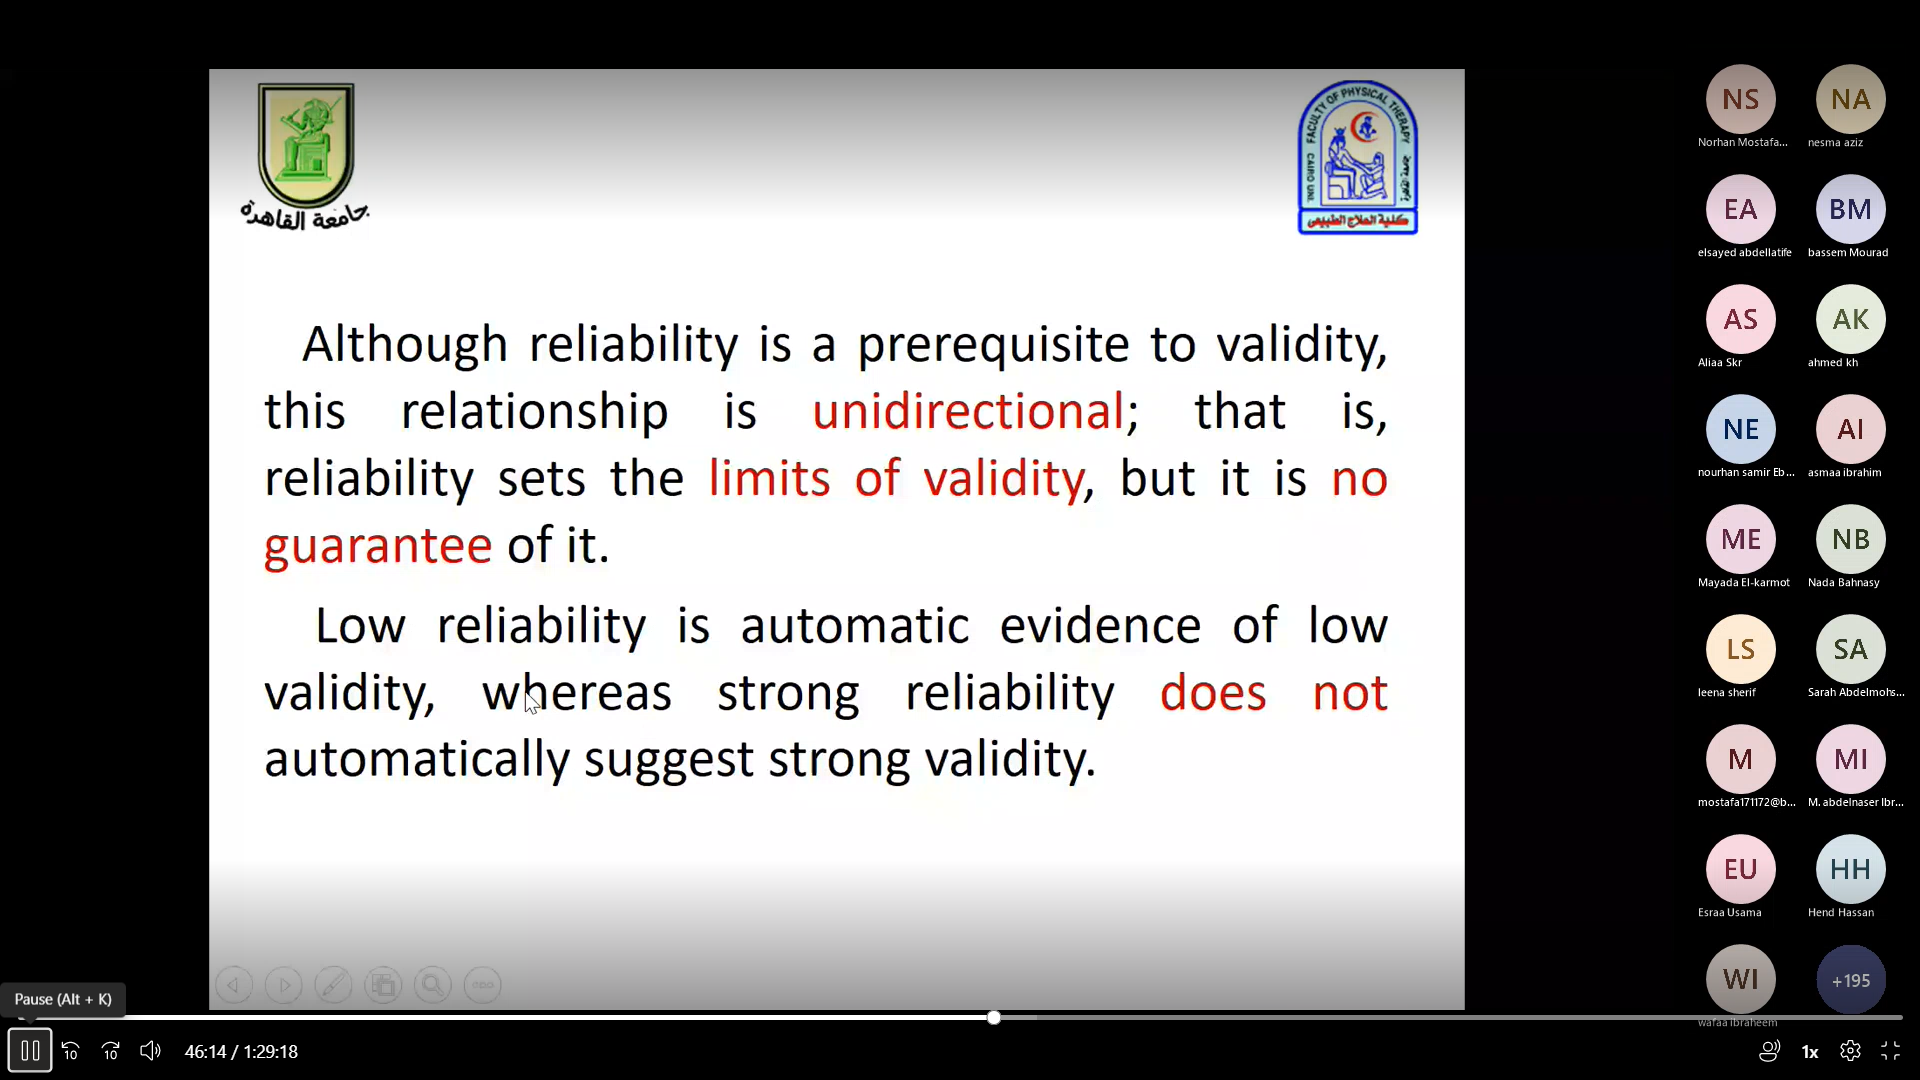 جامعة القاهرة
FACULTY OF PHYSICAL THERAPY
CAIRO UNI.
جامعة القاهرة
كلية العلاج الطبيعي
Although reliability is a prerequisite to validity,
this relationship is unidirectional; that is,
reliability sets the limits of validity, but it is no
guarantee of it.
Low reliability is automatic evidence of low
validity, whereas strong reliability does not
automatically suggest strong validity.
NS NA
Norhan Mostafa... nesma aziz
EA BM
elsayed abdellatife bassem Mourad
AS AK
Aliaa Skr ahmed kh
NE AI
nourhan samir Eb... asmaa ibrahim
ME NB
Mayada El-karmot Nada Bahnasy
LS SA
leena sherif Sarah Abdelmohs...
M MI
mostafa171172@b... M. abdelnaser Ibr...
EU HH
Esraa Usama Hend Hassan
WI +195
wafaa ibraheem
Pause (Alt + K)
10 10 46:14 / 1:29:18 1x